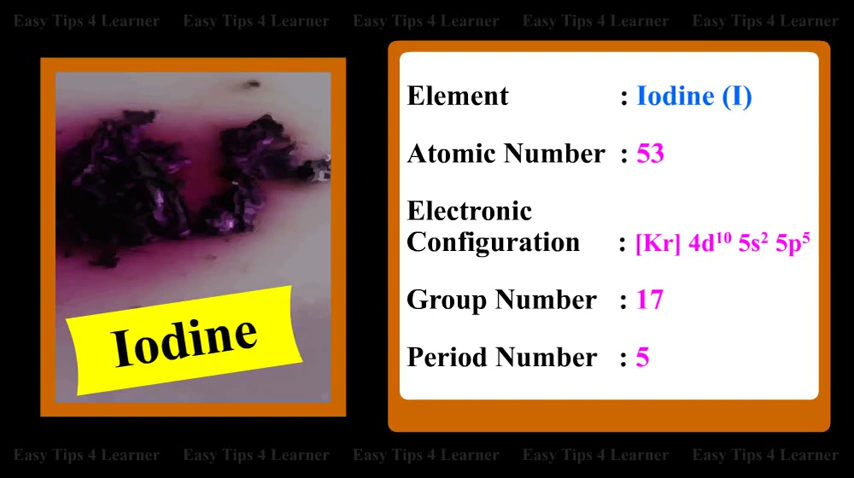 Easy Tips 4 Learner Easy Tips 4 Learner Easy Tips 4 Learner Easy Tips 4 Learner Easy Tips 4 Learner
Iodine
Element : Iodine (I)
Atomic Number : 53
Electronic
Configuration : [Kr] 4d¹⁰ 5s² 5p⁵
Group Number : 17
Period Number : 5
Easy Tips 4 Learner Easy Tips 4 Learner Easy Tips 4 Learner Easy Tips 4 Learner Easy Tips 4 Learner